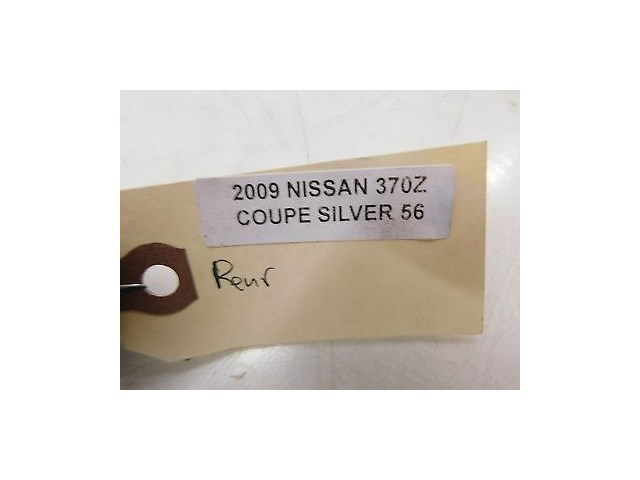 2009 NISSAN 370Z
COUPE SILVER 56
Rear